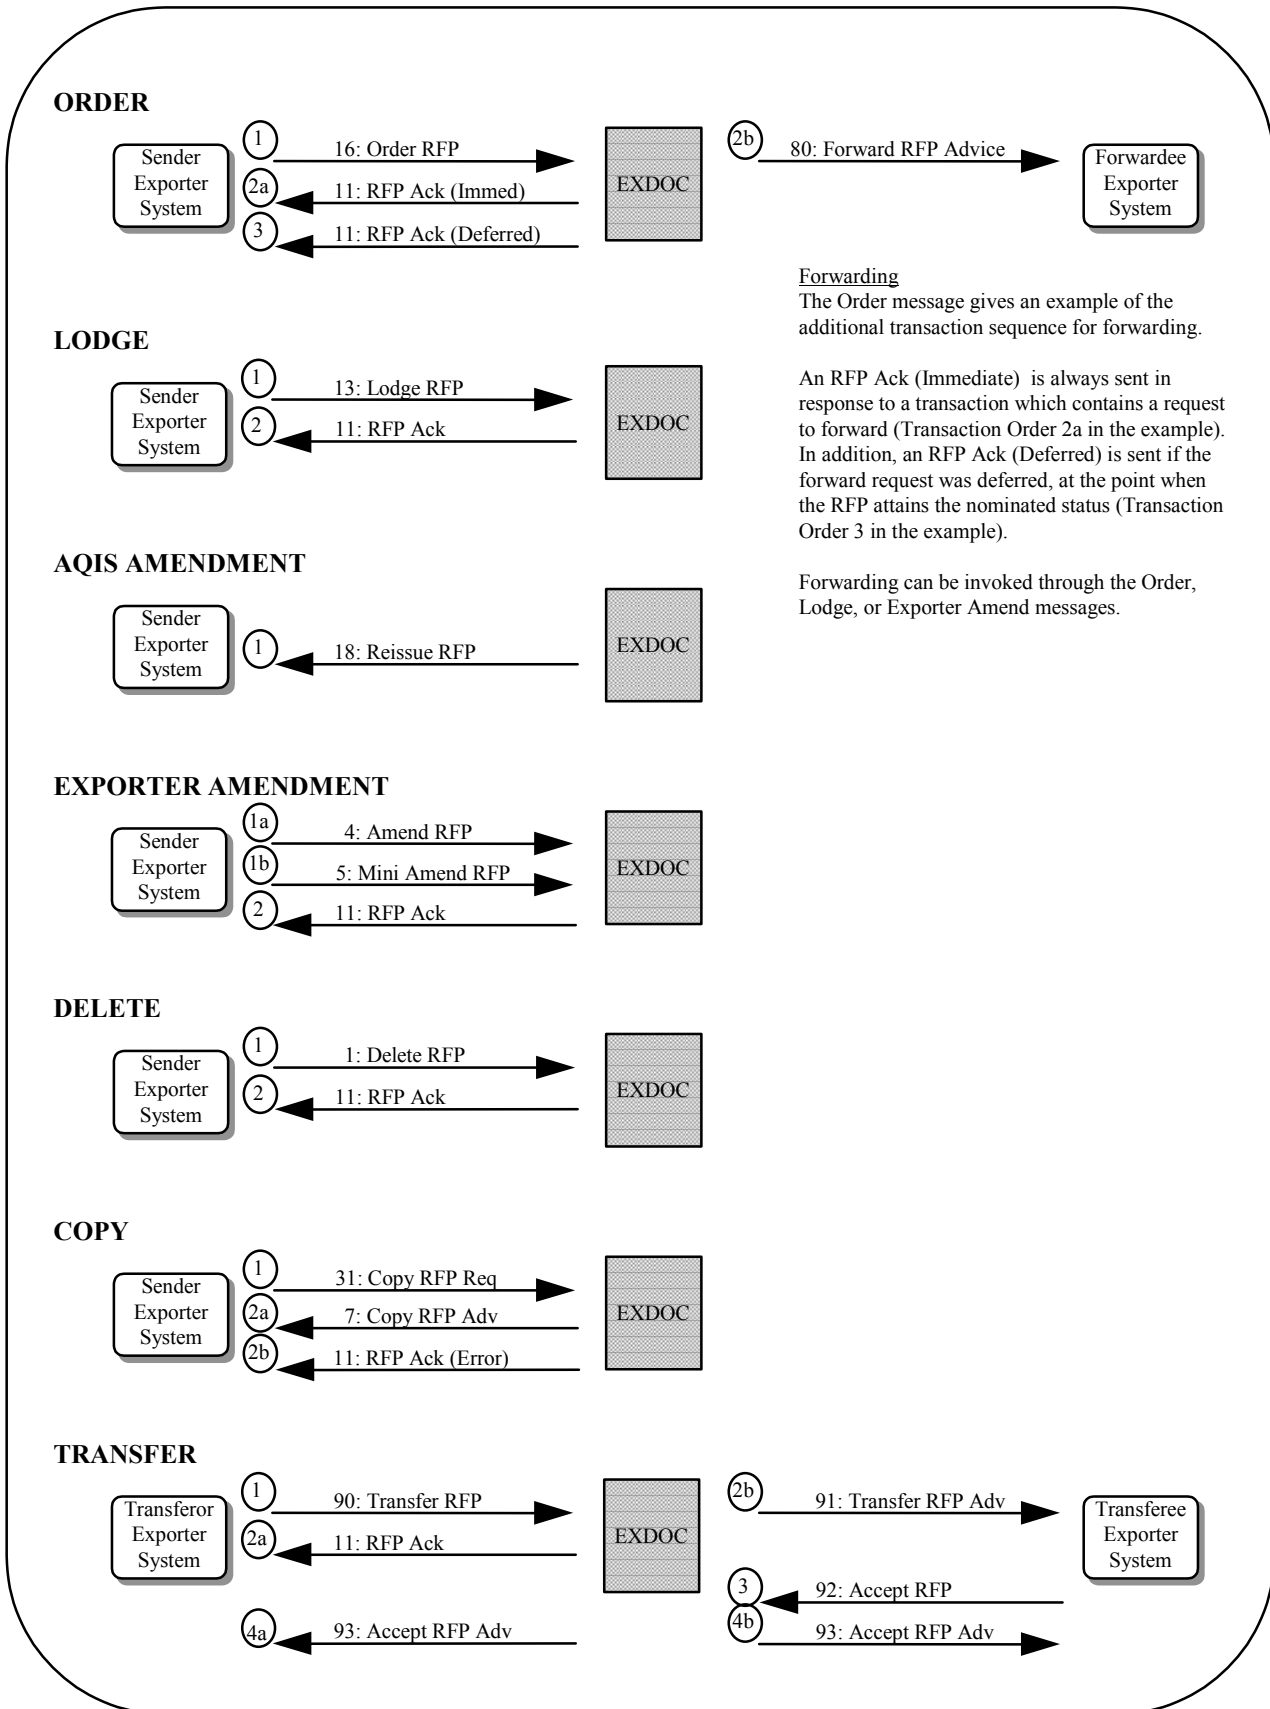 ORDER
1
16: Order RFP
Sender
Exporter
System
2a
11: RFP Ack (Immed)
3
11: RFP Ack (Deferred)
EXDOC
2b
80: Forward RFP Advice
Forwardee
Exporter
System
Forwarding
The Order message gives an example of the
additional transaction sequence for forwarding.
An RFP Ack (Immediate) is always sent in
response to a transaction which contains a request
to forward (Transaction Order 2a in the example).
In addition, an RFP Ack (Deferred) is sent if the
forward request was deferred, at the point when
the RFP attains the nominated status (Transaction
Order 3 in the example).
Forwarding can be invoked through the Order,
Lodge, or Exporter Amend messages.
LODGE
Sender
Exporter
System
1
13: Lodge RFP
2
11: RFP Ack
EXDOC
AQIS AMENDMENT
Sender
Exporter
System
1
18: Reissue RFP
EXDOC
EXPORTER AMENDMENT
Sender
Exporter
System
1a
4: Amend RFP
1b
5: Mini Amend RFP
2
11: RFP Ack
EXDOC
DELETE
Sender
Exporter
System
1
1: Delete RFP
2
11: RFP Ack
EXDOC
COPY
Sender
Exporter
System
1
31: Copy RFP Req
2a
7: Copy RFP Adv
2b
11: RFP Ack (Error)
EXDOC
TRANSFER
Transferor
Exporter
System
1
90: Transfer RFP
2a
11: RFP Ack
EXDOC
2b
91: Transfer RFP Adv
Transferee
Exporter
System
3
92: Accept RFP
4a
93: Accept RFP Adv
4b
93: Accept RFP Adv